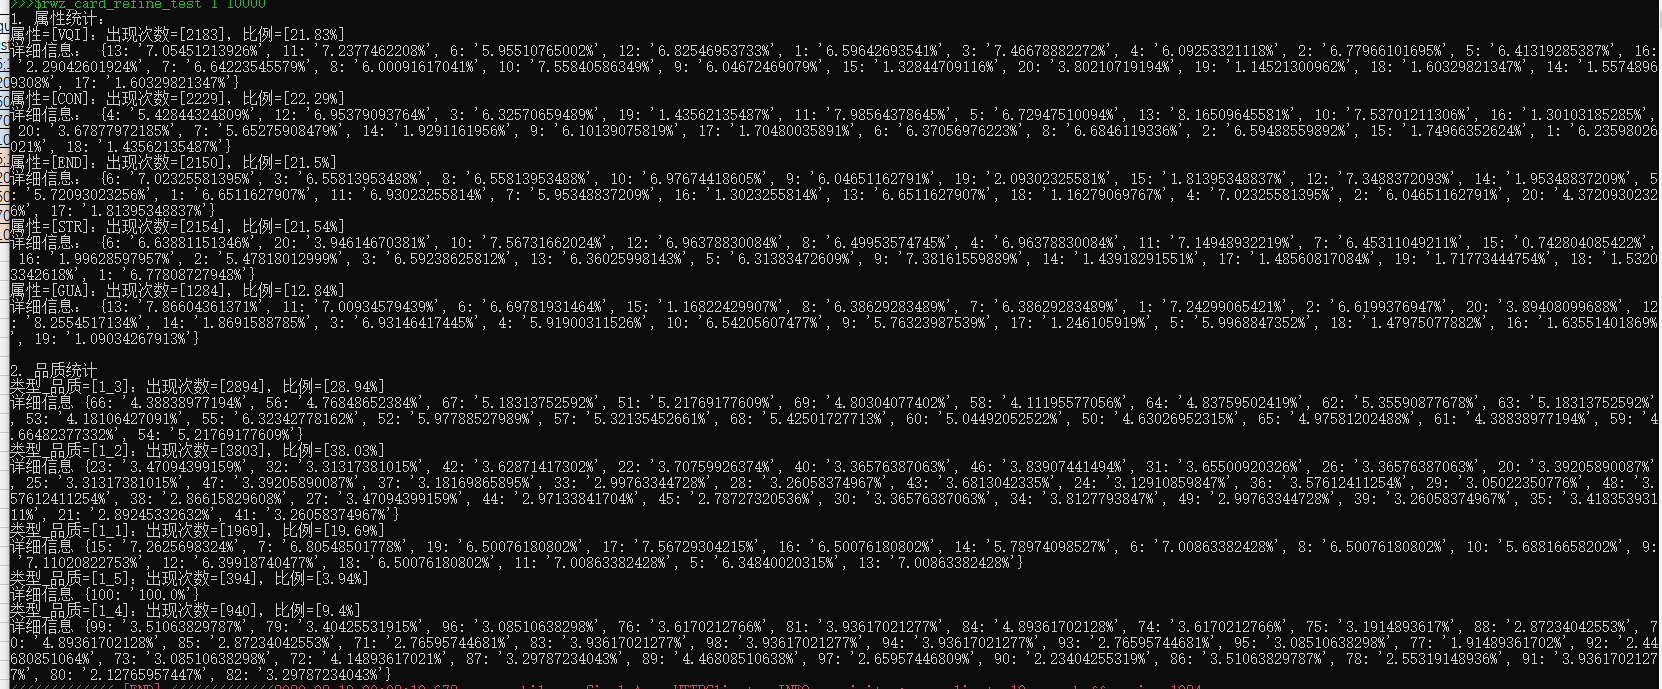 >>>$rwz_card_refine_test 1 10000
1. 属性统计:
属性=[VQI]: 出现次数=[2183], 比例=[21.83%]
详细信息: {13: '7.05451213926%', 11: '7.2377462208%', 6: '5.95510765002%', 12: '6.82546953733%', 1: '6.59642693541%', 3: '7.46678882272%', 4: '6.09253321118%', 2: '6.77966101695%', 5: '6.41319285387%', 16:
'2.29042601924%', 7: '6.64223545579%', 8: '6.00091617041%', 10: '7.55840586349%', 9: '6.04672469079%', 15: '1.32844709116%', 20: '3.80210719194%', 19: '1.14521300962%', 18: '1.60329821347%', 14: '1.5574896
9308%', 17: '1.60329821347%'}
属性=[CON]: 出现次数=[2229], 比例=[22.29%]
详细信息: {4: '5.42844324809%', 12: '6.95379093764%', 3: '6.32570659489%', 19: '1.43562135487%', 11: '7.98564378645%', 5: '6.72947510094%', 13: '8.16509645581%', 10: '7.53701211306%', 16: '1.30103185285%',
20: '3.67877972185%', 7: '5.65275908479%', 14: '1.9291161956%', 9: '6.10139075819%', 17: '1.70480035891%', 6: '6.37056976223%', 8: '6.6846119336%', 2: '6.59488559892%', 15: '1.74966352624%', 1: '6.23598026
021%', 18: '1.43562135487%'}
属性=[END]: 出现次数=[2150], 比例=[21.5%]
详细信息: {6: '7.02325581395%', 3: '6.55813953488%', 8: '6.55813953488%', 10: '6.97674418605%', 9: '6.04651162791%', 19: '2.09302325581%', 15: '1.81395348837%', 12: '7.3488372093%', 14: '1.95348837209%', 5
: '5.72093023256%', 1: '6.6511627907%', 11: '6.93023255814%', 7: '5.95348837209%', 16: '1.3023255814%', 13: '6.6511627907%', 18: '1.16279069767%', 4: '7.02325581395%', 2: '6.04651162791%', 20: '4.3720930232
6%', 17: '1.81395348837%'}
属性=[STR]: 出现次数=[2154], 比例=[21.54%]
详细信息: {6: '6.63881151346%', 20: '3.94614670381%', 10: '7.56731662024%', 12: '6.96378830084%', 8: '6.49953574745%', 4: '6.96378830084%', 11: '7.14948932219%', 7: '6.45311049211%', 15: '0.742804085422%',
16: '1.99628597957%', 2: '5.47818012999%', 3: '6.59238625812%', 13: '6.36025998143%', 5: '6.31383472609%', 9: '7.38161559889%', 14: '1.43918291551%', 17: '1.48560817084%', 19: '1.71773444754%', 18: '1.5320
3342618%', 1: '6.77808727948%'}
属性=[GUA]: 出现次数=[1284], 比例=[12.84%]
详细信息: {13: '7.86604361371%', 11: '7.00934579439%', 6: '6.69781931464%', 15: '1.16822429907%', 8: '6.38629283489%', 7: '6.38629283489%', 1: '7.24299065421%', 2: '6.6199376947%', 20: '3.89408099688%', 12
: '8.2554517134%', 14: '1.8691588785%', 3: '6.93146417445%', 4: '5.91900311526%', 10: '6.54205607477%', 9: '5.76323987539%', 17: '1.246105919%', 5: '5.9968847352%', 18: '1.47975077882%', 16: '1.63551401869%'
, 19: '1.09034267913%'}
2. 品质统计
类型_品质=[1_3]: 出现次数=[2894], 比例=[28.94%]
详细信息 {66: '4.38838977194%', 56: '4.76848652384%', 67: '5.18313752592%', 51: '5.21769177609%', 69: '4.80304077402%', 58: '4.11195577056%', 64: '4.83759502419%', 62: '5.35590877678%', 63: '5.18313752592%'
, 53: '4.18106427091%', 55: '6.32342778162%', 52: '5.97788527989%', 57: '5.32135452661%', 68: '5.42501727713%', 60: '5.04492052522%', 50: '4.63026952315%', 65: '4.97581202488%', 61: '4.38838977194%', 59: '4
.66482377332%', 54: '5.21769177609%'}
类型_品质=[1_2]: 出现次数=[3803], 比例=[38.03%]
详细信息 {23: '3.47094399159%', 32: '3.31317381015%', 42: '3.62871417302%', 22: '3.70759926374%', 40: '3.36576387063%', 46: '3.83907441494%', 31: '3.65500920326%', 26: '3.36576387063%', 20: '3.39205890087%'
, 25: '3.31317381015%', 47: '3.39205890087%', 37: '3.18169865895%', 33: '2.99763344728%', 28: '3.26058374967%', 43: '3.6813042335%', 24: '3.12910859847%', 36: '3.57612411254%', 29: '3.05022350776%', 48: '3.
57612411254%', 38: '2.86615829608%', 27: '3.47094399159%', 44: '2.97133841704%', 45: '2.78727320536%', 30: '3.36576387063%', 34: '3.8127793847%', 49: '2.99763344728%', 39: '3.26058374967%', 35: '3.418353931
11%', 21: '2.89245332632%', 41: '3.26058374967%'}
类型_品质=[1_1]: 出现次数=[1969], 比例=[19.69%]
详细信息 {15: '7.2625698324%', 7: '6.80548501778%', 19: '6.50076180802%', 17: '7.56729304215%', 16: '6.50076180802%', 14: '5.78974098527%', 6: '7.00863382428%', 8: '6.50076180802%', 10: '5.68816658202%', 9:
'7.11020822753%', 12: '6.39918740477%', 18: '6.50076180802%', 11: '7.00863382428%', 5: '6.34840020315%', 13: '7.00863382428%'}
类型_品质=[1_5]: 出现次数=[394], 比例=[3.94%]
详细信息 {100: '100.0%'}
类型_品质=[1_4]: 出现次数=[940], 比例=[9.4%]
详细信息 {99: '3.51063829787%', 79: '3.40425531915%', 96: '3.08510638298%', 76: '3.6170212766%', 81: '3.93617021277%', 84: '4.89361702128%', 74: '3.6170212766%', 75: '3.1914893617%', 88: '2.87234042553%', 7
0: '4.89361702128%', 85: '2.87234042553%', 71: '2.76595744681%', 83: '3.93617021277%', 98: '3.93617021277%', 94: '3.93617021277%', 93: '2.76595744681%', 95: '3.08510638298%', 77: '1.91489361702%', 92: '2.44
680851064%', 73: '3.08510638298%', 72: '4.14893617021%', 87: '3.29787234043%', 89: '4.46808510638%', 97: '2.65957446809%', 90: '2.23404255319%', 86: '3.51063829787%', 78: '2.55319148936%', 91: '3.9361702127
7%', 80: '2.12765957447%', 82: '3.29787234043%'}